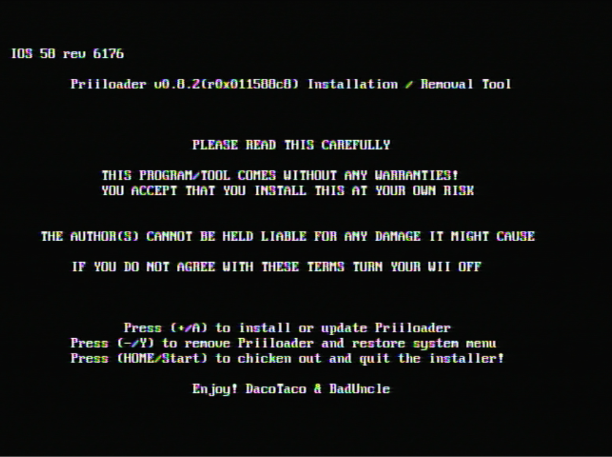 IOS 58 rev 6176
Priiloader v0.8.2(r0x011588c8) Installation / Removal Tool
PLEASE READ THIS CAREFULLY
THIS PROGRAM/TOOL COMES WITHOUT ANY WARRANTIES!
YOU ACCEPT THAT YOU INSTALL THIS AT YOUR OWN RISK
THE AUTHOR(S) CANNOT BE HELD LIABLE FOR ANY DAMAGE IT MIGHT CAUSE
IF YOU DO NOT AGREE WITH THESE TERMS TURN YOUR WII OFF
Press (+/A) to install or update Priiloader
Press (-/Y) to remove Priiloader and restore system menu
Press (HOME/Start) to chicken out and quit the installer!
Enjoy! DacoTaco & BadUncle